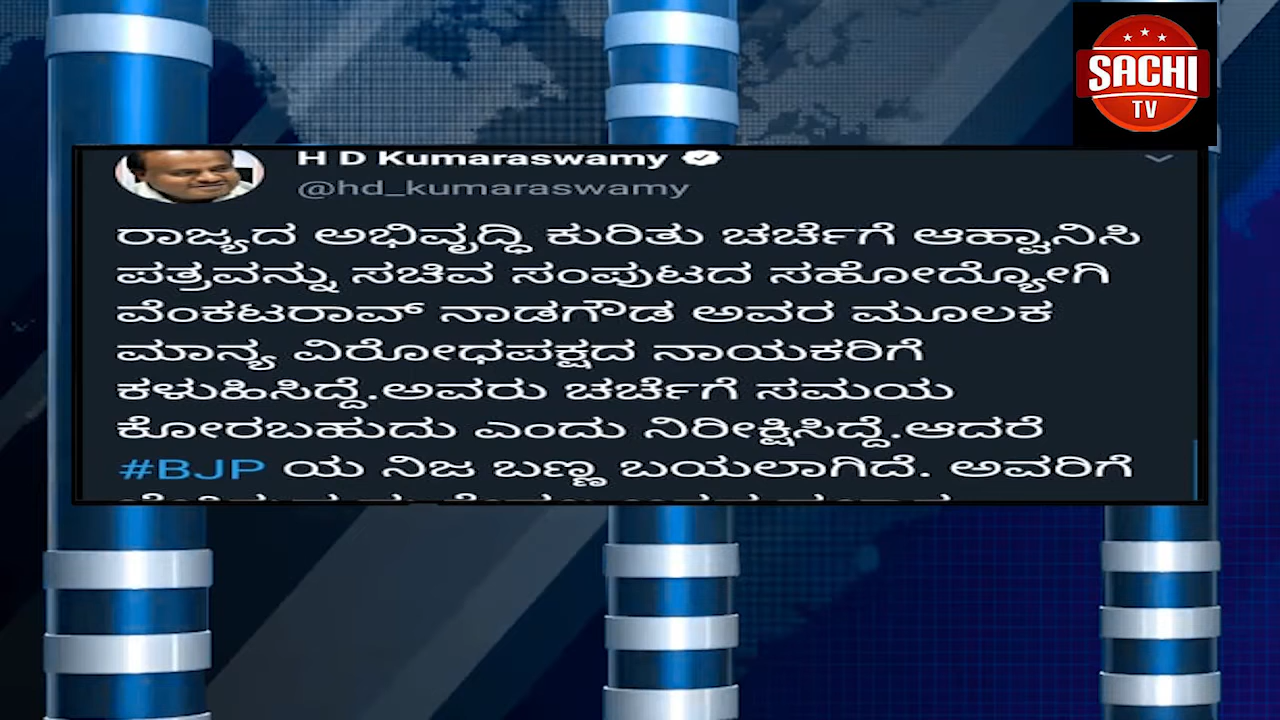 SACHI
TV
H D Kumaraswamy
@hd_kumaraswamy
ರಾಜ್ಯದ ಅಭಿವೃದ್ಧಿ ಕುರಿತು ಚರ್ಚೆಗೆ ಆಹ್ವಾನಿಸಿ
ಪತ್ರವನ್ನು ಸಚಿವ ಸಂಪುಟದ ಸಹೋದ್ಯೋಗಿ
ವೆಂಕಟರಾವ್ ನಾಡಗೌಡ ಅವರ ಮೂಲಕ
ಮಾನ್ಯ ವಿರೋಧಪಕ್ಷದ ನಾಯಕರಿಗೆ
ಕಳುಹಿಸಿದ್ದೆ.ಅವರು ಚರ್ಚೆಗೆ ಸಮಯ
ಕೋರಬಹುದು ಎಂದು ನಿರೀಕ್ಷಿಸಿದ್ದೆ.ಆದರೆ
#BJP ಯ ನಿಜ ಬಣ್ಣ ಬಯಲಾಗಿದೆ. ಅವರಿಗೆ